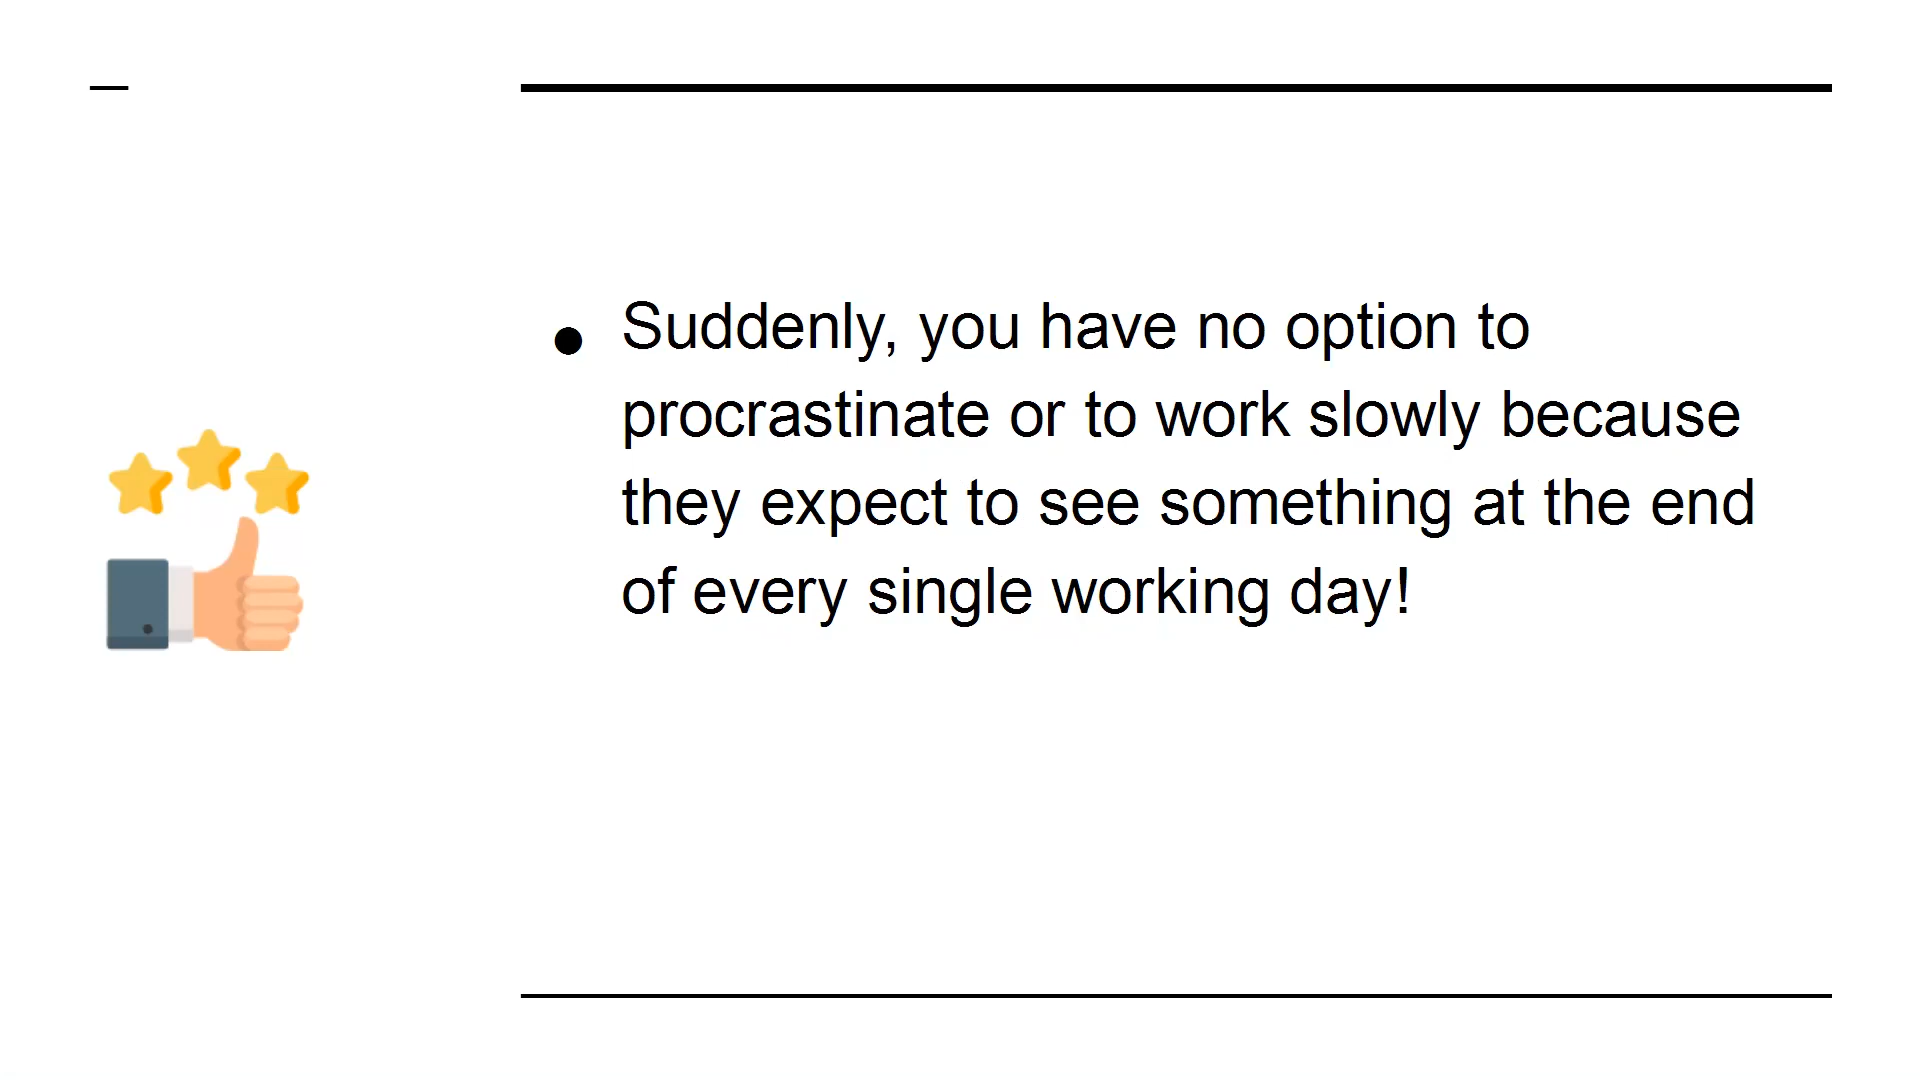 ● Suddenly, you have no option to
procrastinate or to work slowly because
they expect to see something at the end
of every single working day!